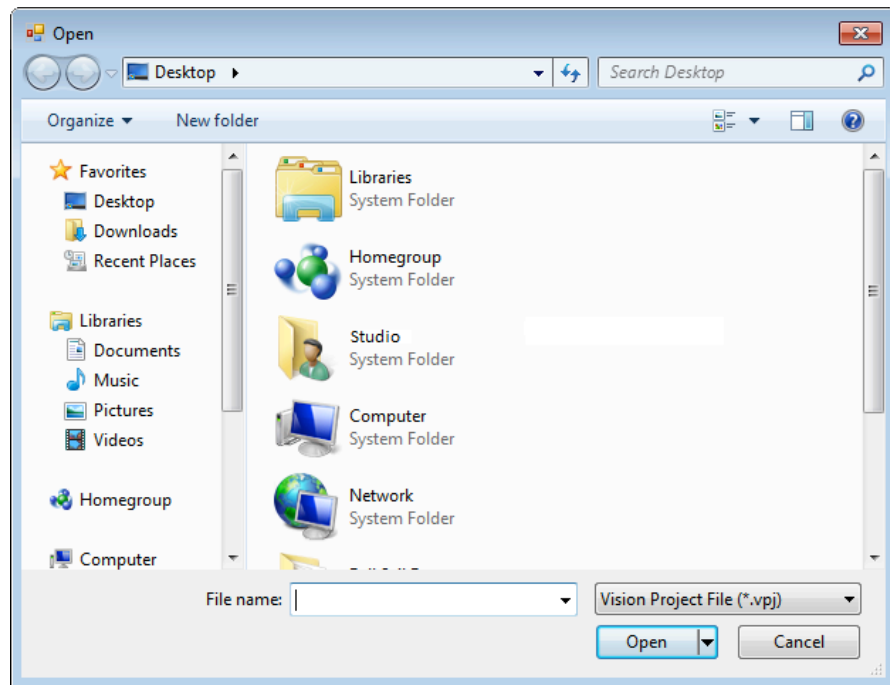 Open
Desktop
Search Desktop
Organize
New folder
Favorites
Desktop
Downloads
Recent Places
Libraries
Documents
Music
Pictures
Videos
Homegroup
Computer
Libraries
System Folder
Homegroup
System Folder
Studio
System Folder
Computer
System Folder
Network
System Folder
File name:
Vision Project File (*.vpj)
Open
Cancel